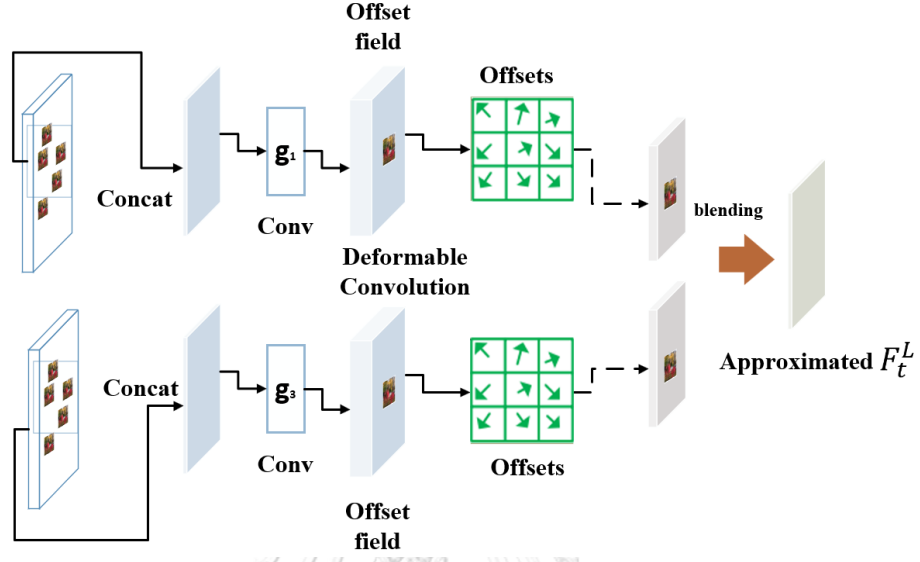 Offset
field
Offsets
g₁
Concat
Conv
blending
Deformable
Convolution
Approximated F_t^L
Concat
g₃
Conv
Offsets
Offset
field